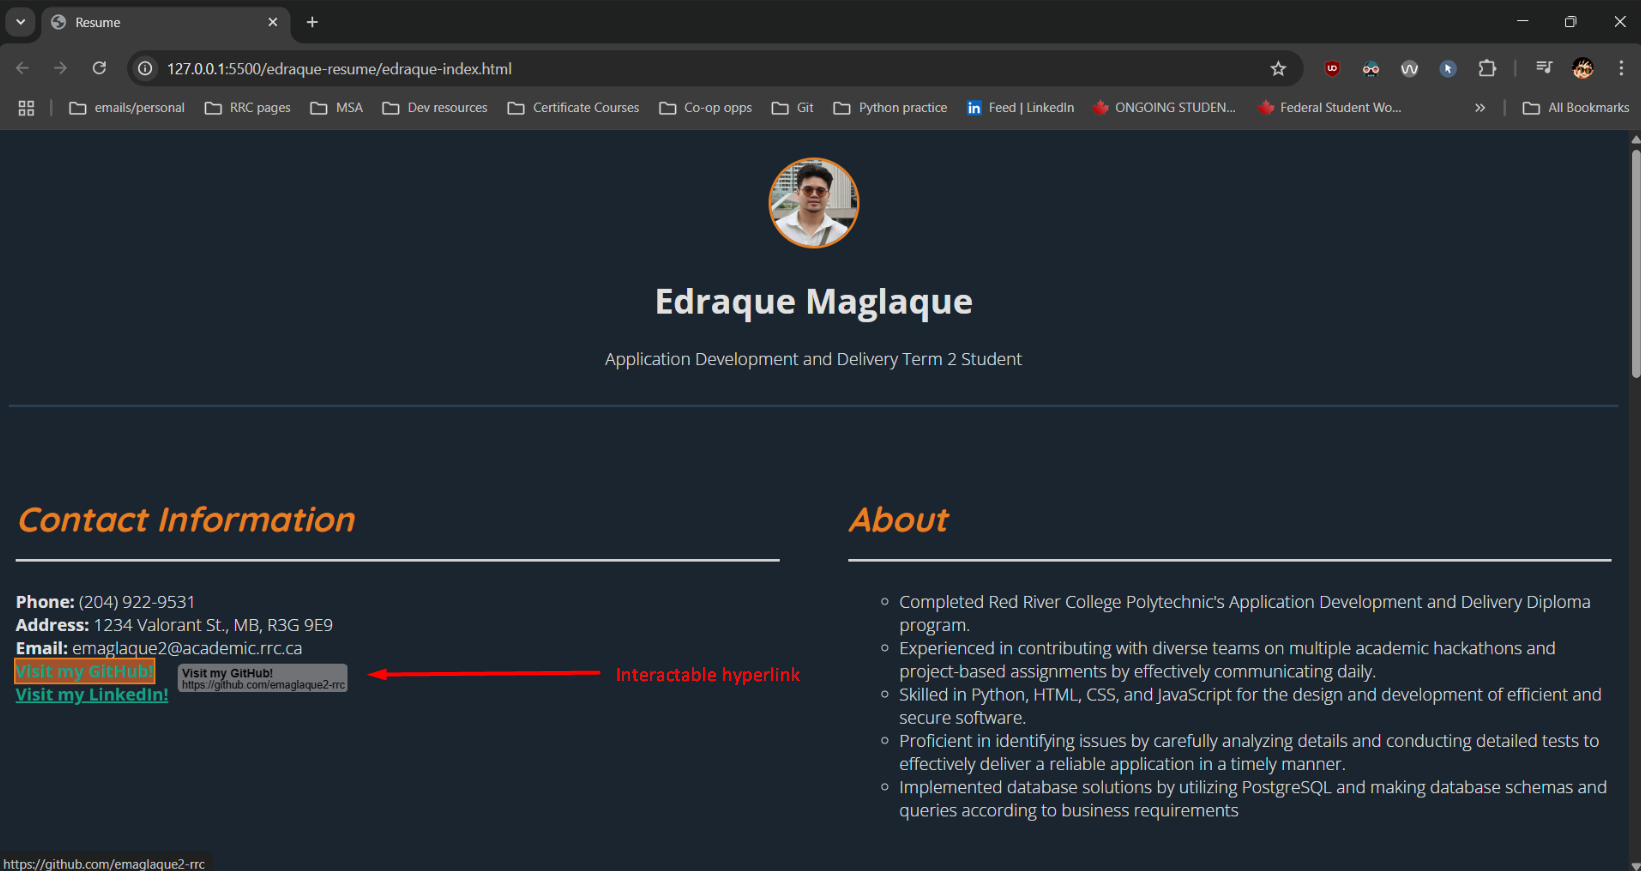 Resume
127.0.0.1:5500/edraque-resume/edraque-index.html
emails/personal
RRC pages
MSA
Dev resources
Certificate Courses
Co-op opps
Git
Python practice
Feed | LinkedIn
ONGOING STUDEN...
Federal Student Wo...
All Bookmarks
Edraque Maglaque
Application Development and Delivery Term 2 Student
Contact Information
Phone: (204) 922-9531
Address: 1234 Valorant St., MB, R3G 9E9
Email: emaglaque2@academic.rrc.ca
Visit my GitHub!
Visit my GitHub!
https://github.com/emaglaque2-rrc
Interactable hyperlink
Visit my LinkedIn!
About
Completed Red River College Polytechnic's Application Development and Delivery Diploma
program.
Experienced in contributing with diverse teams on multiple academic hackathons and
project-based assignments by effectively communicating daily.
Skilled in Python, HTML, CSS, and JavaScript for the design and development of efficient and
secure software.
Proficient in identifying issues by carefully analyzing details and conducting detailed tests to
effectively deliver a reliable application in a timely manner.
Implemented database solutions by utilizing PostgreSQL and making database schemas and
queries according to business requirements
https://github.com/emaglaque2-rrc